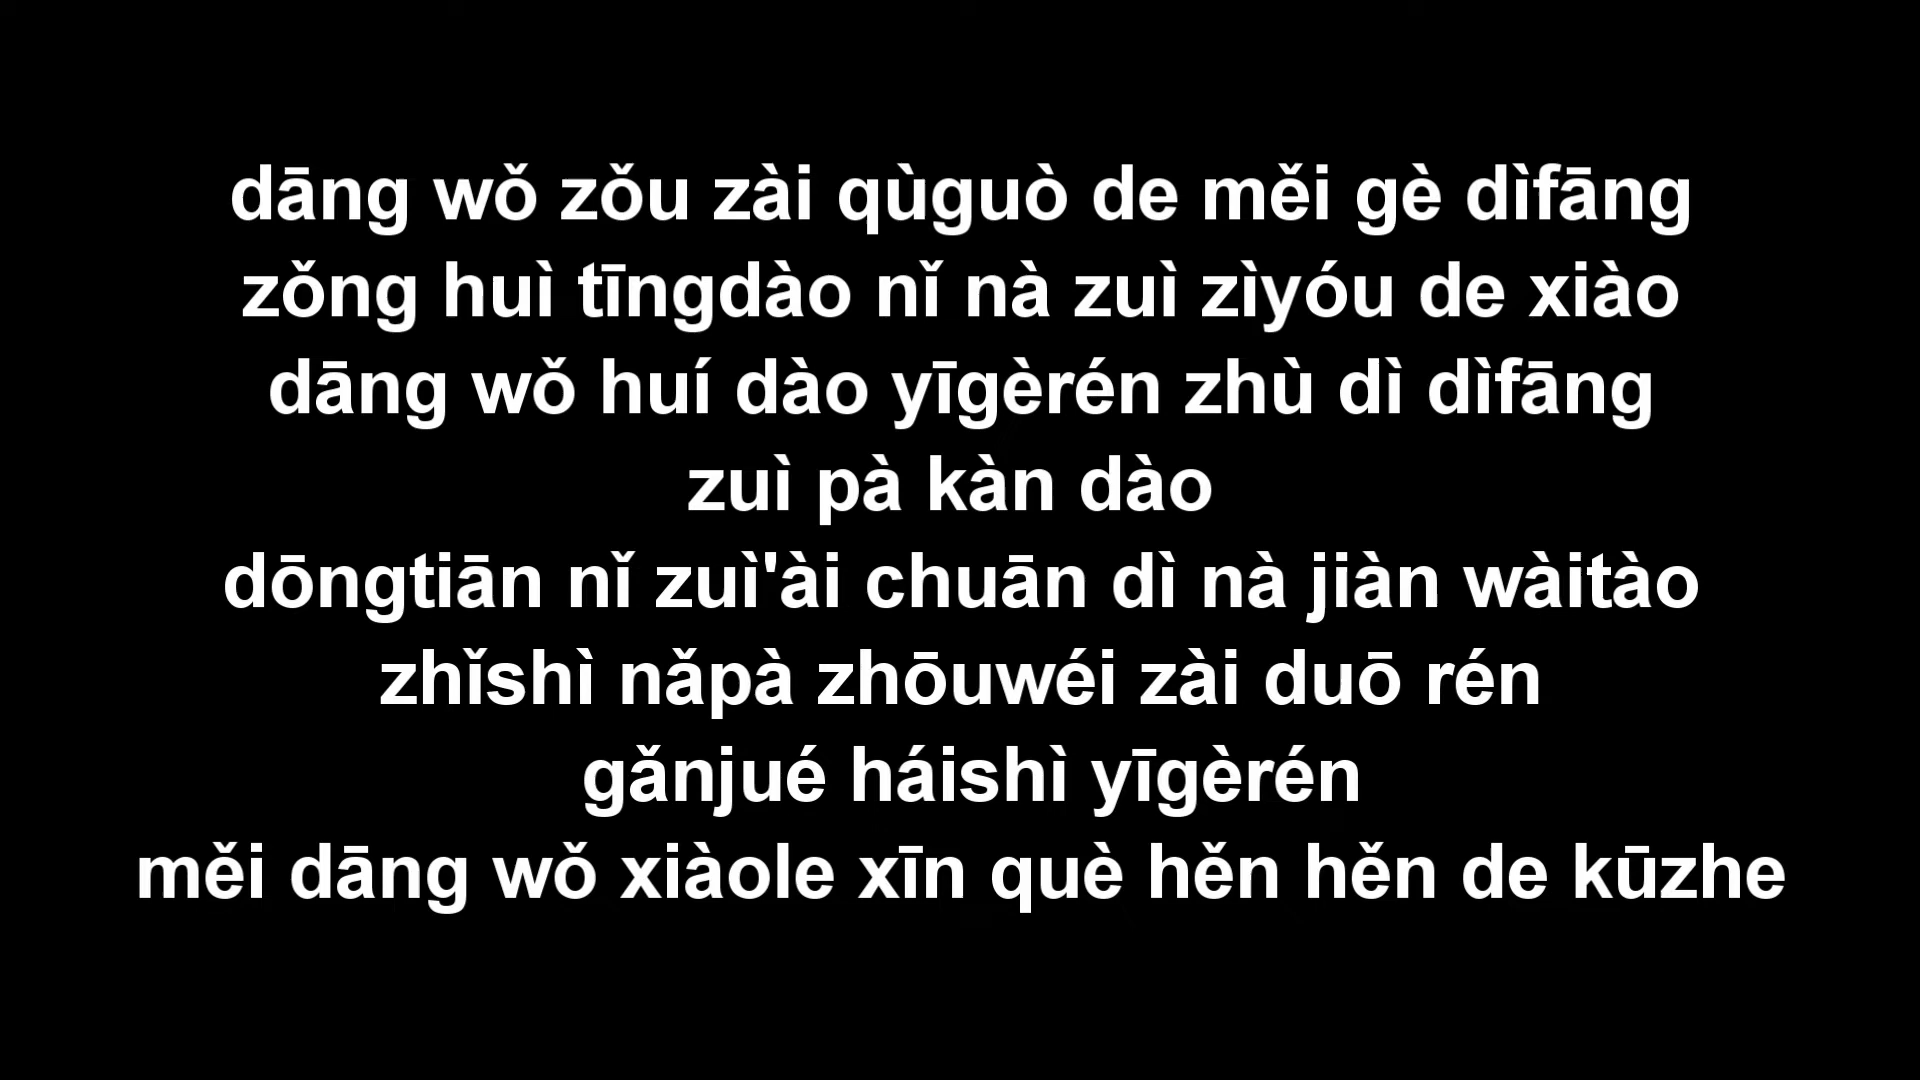 dāng wǒ zǒu zài qùguò de měi gè dìfāng
zǒng huì tīngdào nǐ nà zuì zìyóu de xiào
dāng wǒ huí dào yīgèrén zhù dì dìfāng
zuì pà kàn dào
dōngtiān nǐ zuì'ài chuān dì nà jiàn wàitào
zhǐshì nǎpà zhōuwéi zài duō rén
gǎnjué háishì yīgèrén
měi dāng wǒ xiàole xīn què hěn hěn de kūzhe